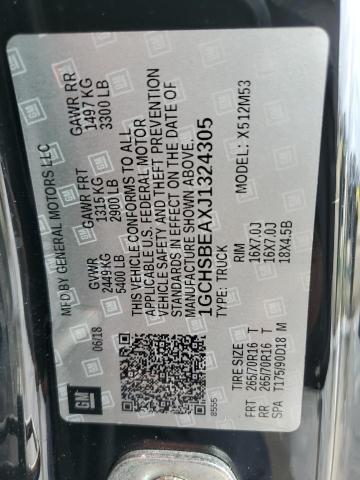 GM
MFD BY GENERAL MOTORS LLC
06/18
GVWR
2449 KG
5400 LB
GAWR FRT
1315 KG
2900 LB
GAWR RR
1497 KG
3300 LB
THIS VEHICLE CONFORMS TO ALL
APPLICABLE U.S. FEDERAL MOTOR
VEHICLE SAFETY AND THEFT PREVENTION
STANDARDS IN EFFECT ON THE DATE OF
MANUFACTURE SHOWN ABOVE.
1GCHSBEAXJ1324305
8555
TYPE: TRUCK
MODEL: X512M53
TIRE SIZE
RIM
FRT 265/70R16 T 16X7.0J
RR 265/70R16 T 16X7.0J
SPA T175/90D18 M 18X4.5B